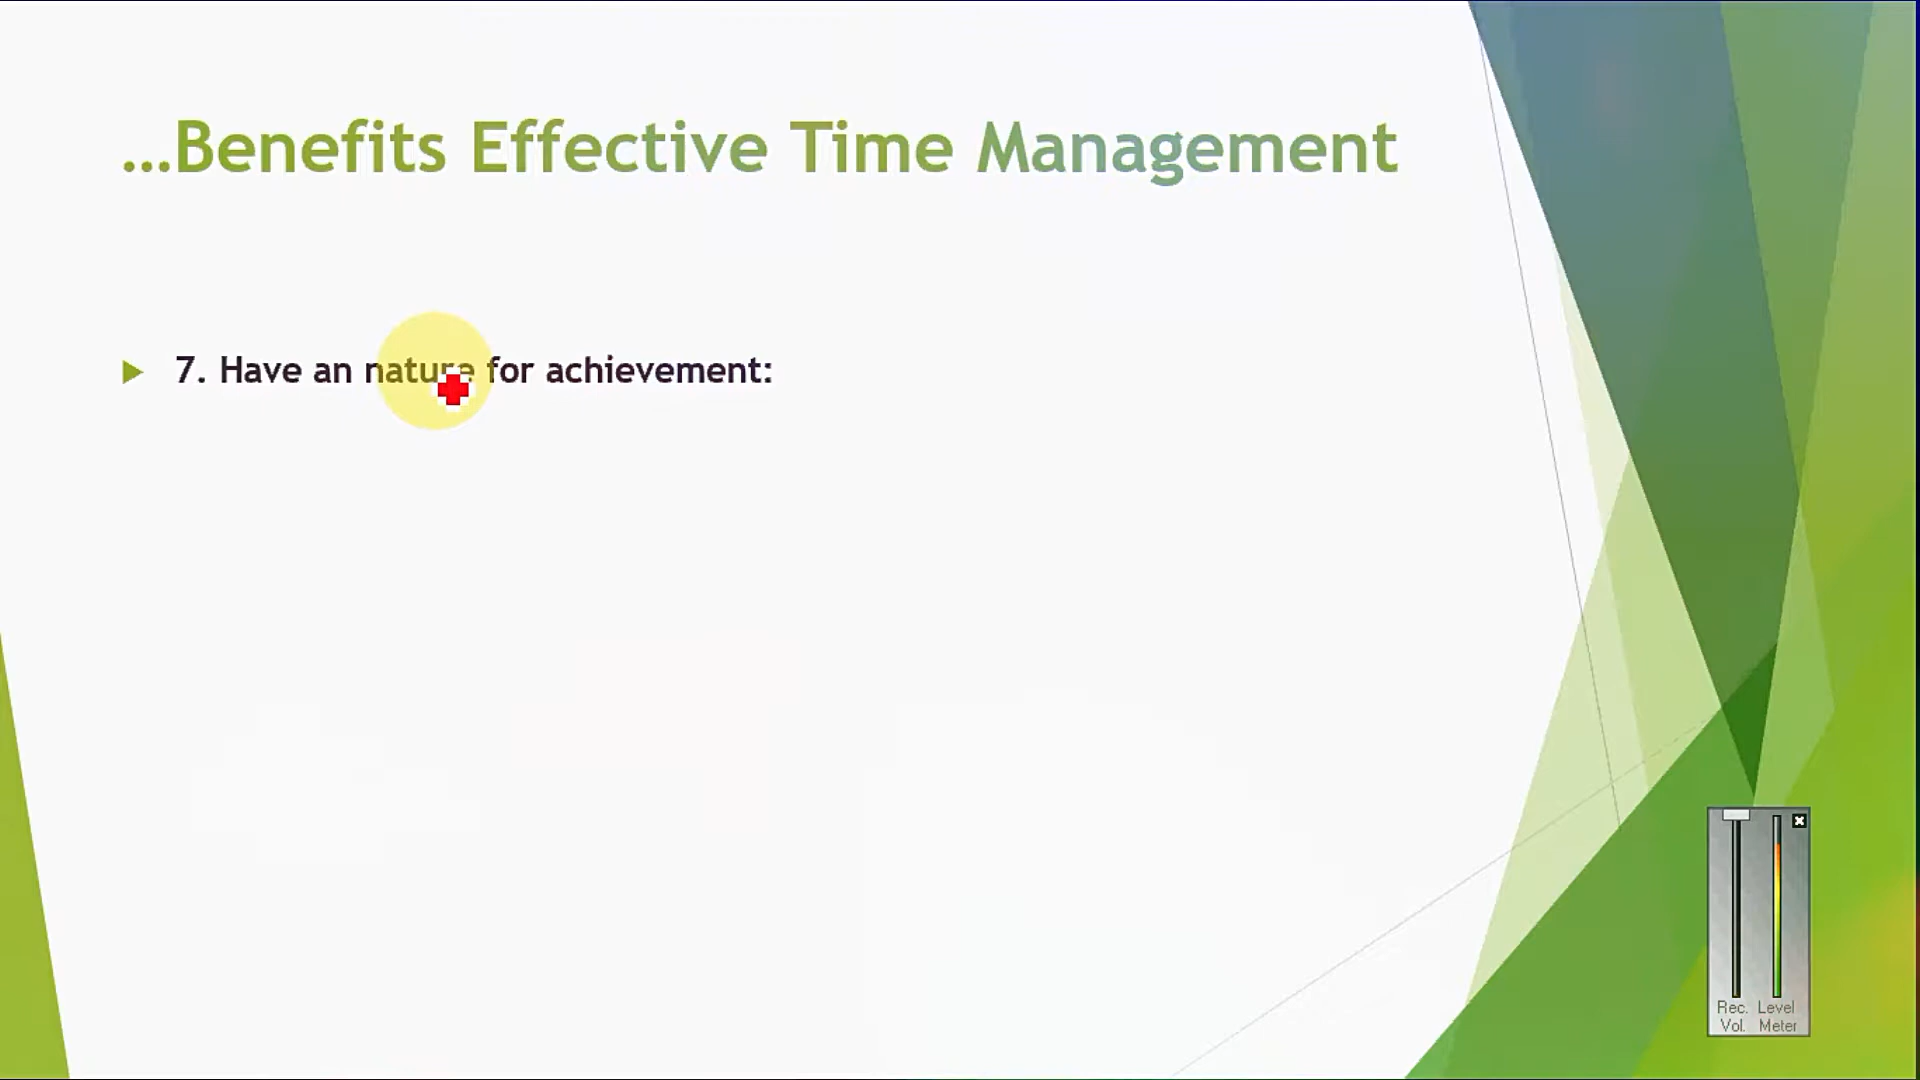 ...Benefits Effective Time Management
7. Have an nature for achievement:
Rec. Level
Vol. Meter